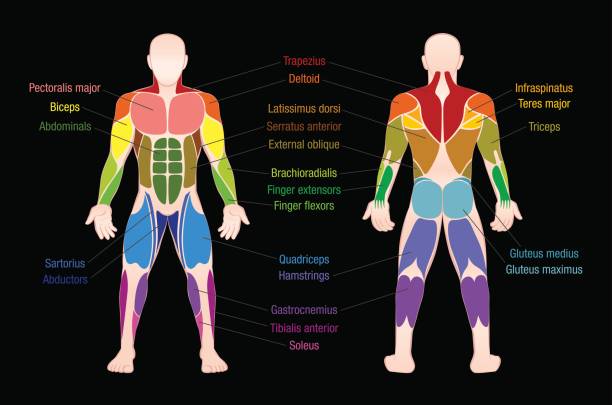 Pectoralis major
Biceps
Abdominals
Sartorius
Abductors
Trapezius
Deltoid
Latissimus dorsi
Serratus anterior
External oblique
Brachioradialis
Finger extensors
Finger flexors
Quadriceps
Hamstrings
Gastrocnemius
Tibialis anterior
Soleus
Infraspinatus
Teres major
Triceps
Gluteus medius
Gluteus maximus